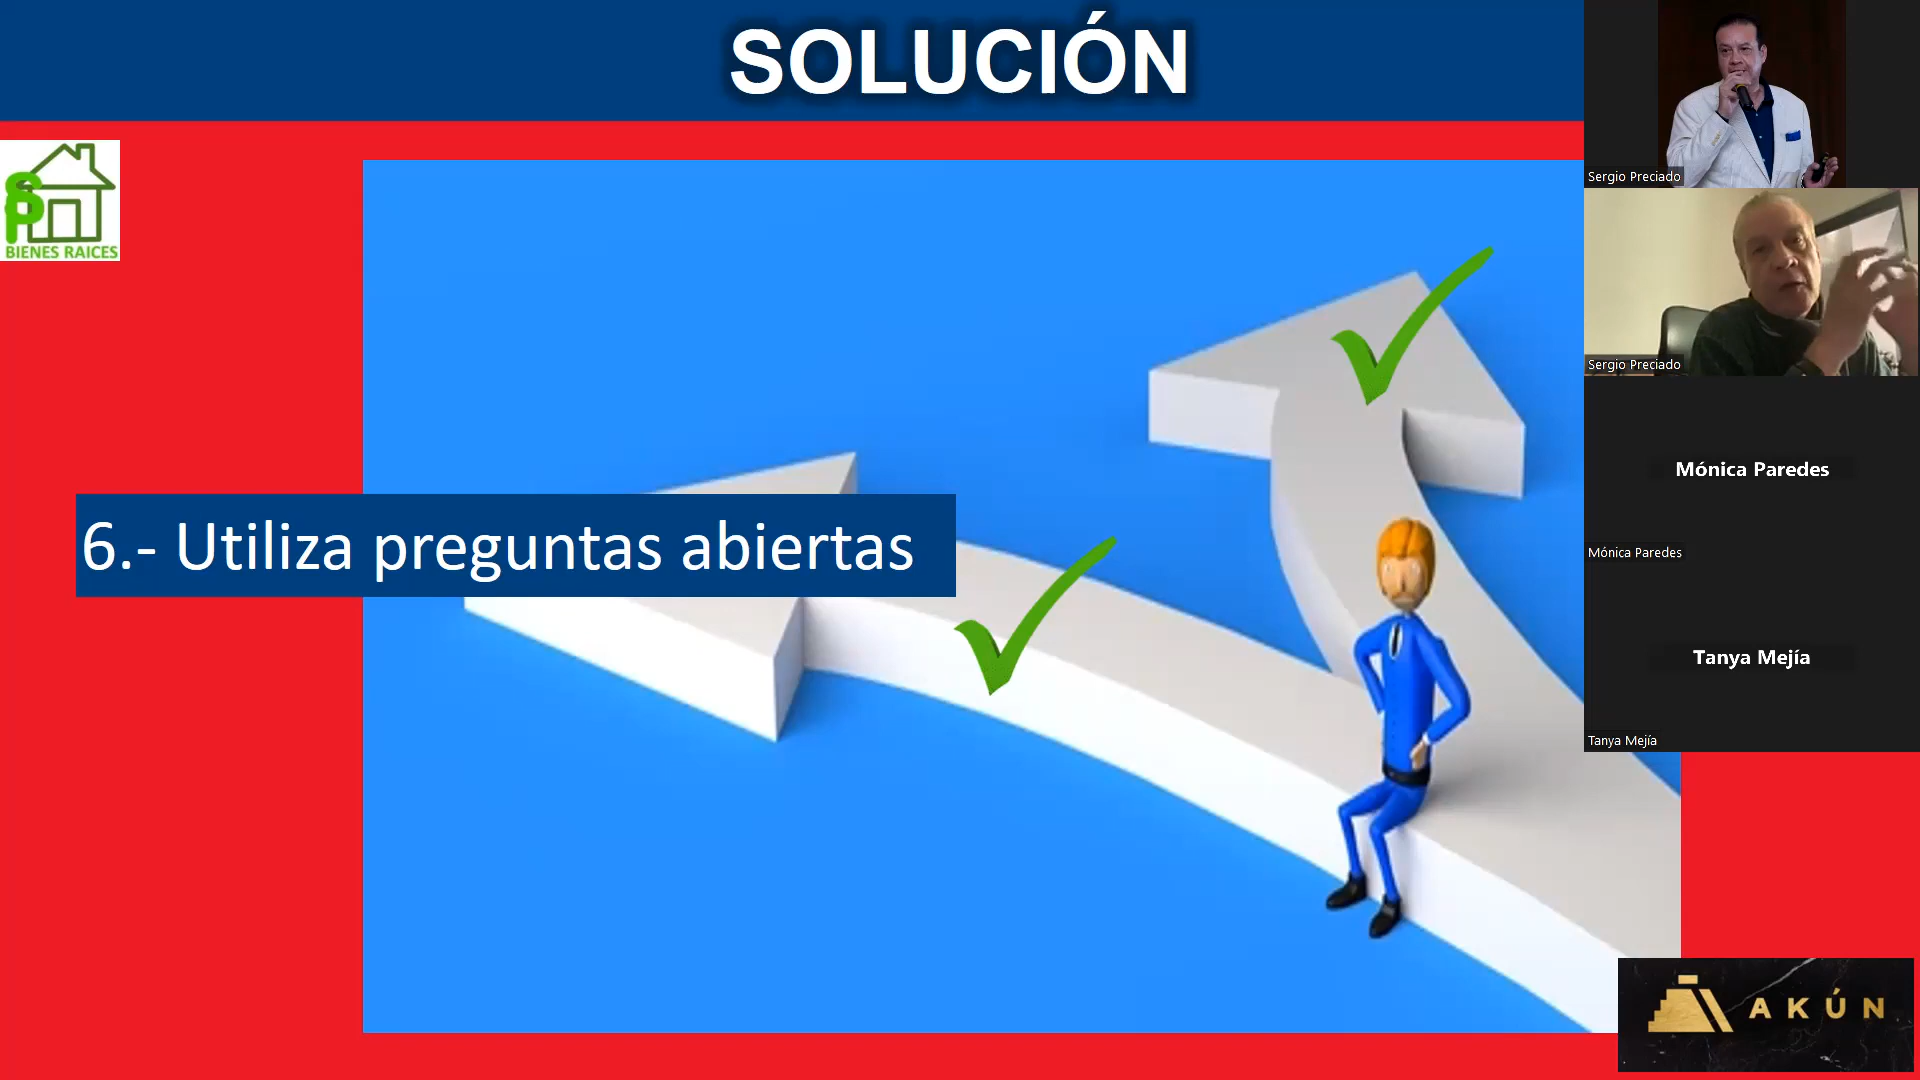 SOLUCIÓN
SP
BIENES RAICES
6.- Utiliza preguntas abiertas
Sergio Preciado
Sergio Preciado
Mónica Paredes
Mónica Paredes
Tanya Mejía
Tanya Mejía
AKÚN